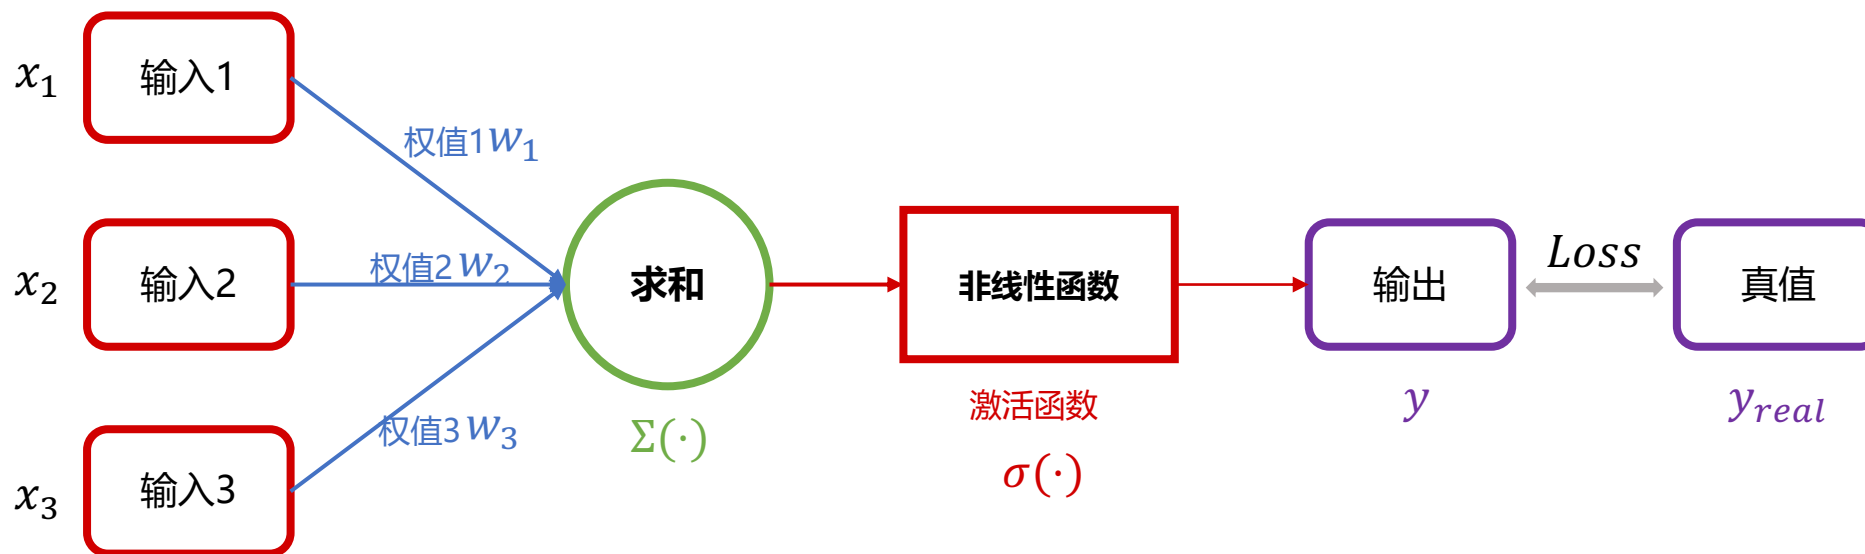 x₁ 输入1
权值1 w₁
x₂ 输入2
权值2 w₂
x₃ 输入3
权值3 w₃
求和
Σ(·)
非线性函数
激活函数
σ(·)
输出
y
Loss
真值
y_real